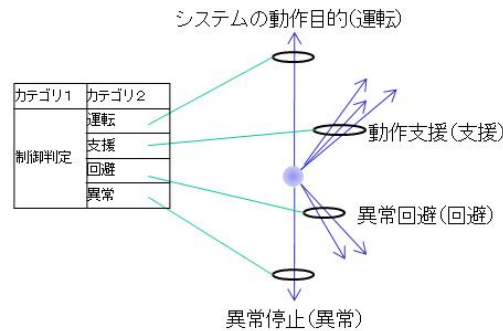 システムの動作目的(運転)
カテゴリ１ カテゴリ２
制御判定
運転
支援
回避
異常
動作支援(支援)
異常回避(回避)
異常停止(異常)